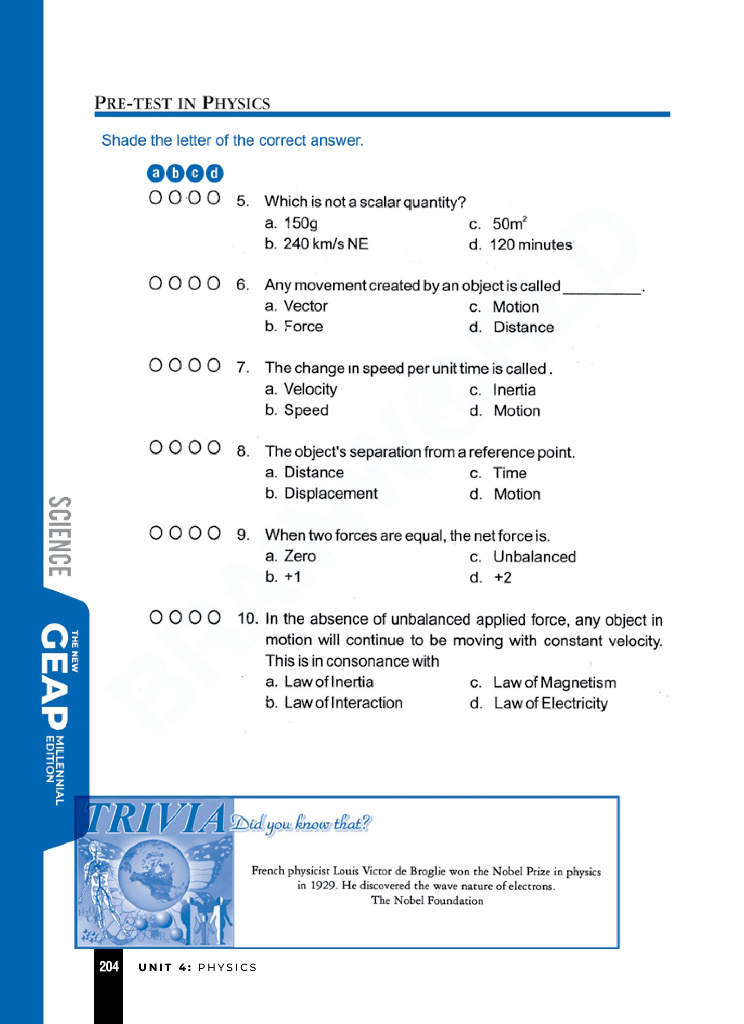 PRE-TEST IN PHYSICS
Shade the letter of the correct answer.
a b c d
5. Which is not a scalar quantity?
a. 150g c. 50m²
b. 240 km/s NE d. 120 minutes
6. Any movement created by an object is called __________.
a. Vector c. Motion
b. Force d. Distance
7. The change in speed per unit time is called .
a. Velocity c. Inertia
b. Speed d. Motion
8. The object's separation from a reference point.
a. Distance c. Time
b. Displacement d. Motion
9. When two forces are equal, the net force is.
a. Zero c. Unbalanced
b. +1 d. +2
10. In the absence of unbalanced applied force, any object in
motion will continue to be moving with constant velocity.
This is in consonance with
a. Law of Inertia c. Law of Magnetism
b. Law of Interaction d. Law of Electricity
SCIENCE
THE NEW
GEAP
MILLENNIAL
EDITION
TRIVIA Did you know that?
French physicist Louis Victor de Broglie won the Nobel Prize in physics
in 1929. He discovered the wave nature of electrons.
The Nobel Foundation
204 UNIT 4: PHYSICS